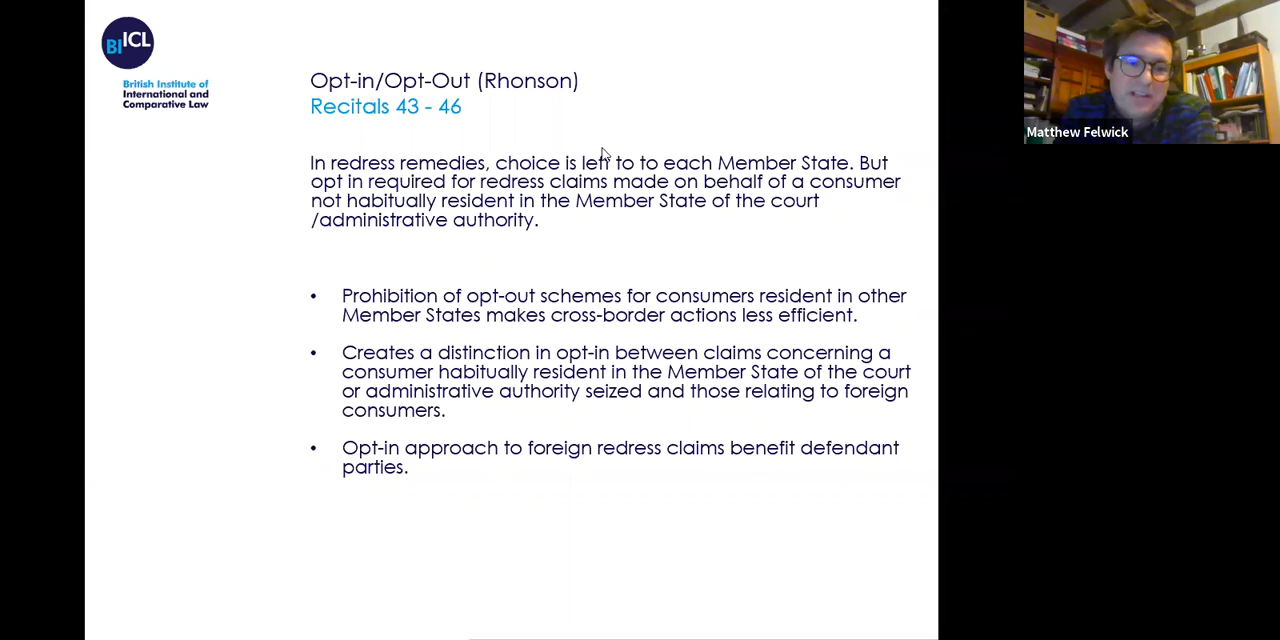 BIICL
British Institute of
International and
Comparative Law
Opt-in/Opt-Out (Rhonson)
Recitals 43 - 46
In redress remedies, choice is left to to each Member State. But
opt in required for redress claims made on behalf of a consumer
not habitually resident in the Member State of the court
/administrative authority.
• Prohibition of opt-out schemes for consumers resident in other
Member States makes cross-border actions less efficient.
• Creates a distinction in opt-in between claims concerning a
consumer habitually resident in the Member State of the court
or administrative authority seized and those relating to foreign
consumers.
• Opt-in approach to foreign redress claims benefit defendant
parties.
Matthew Felwick